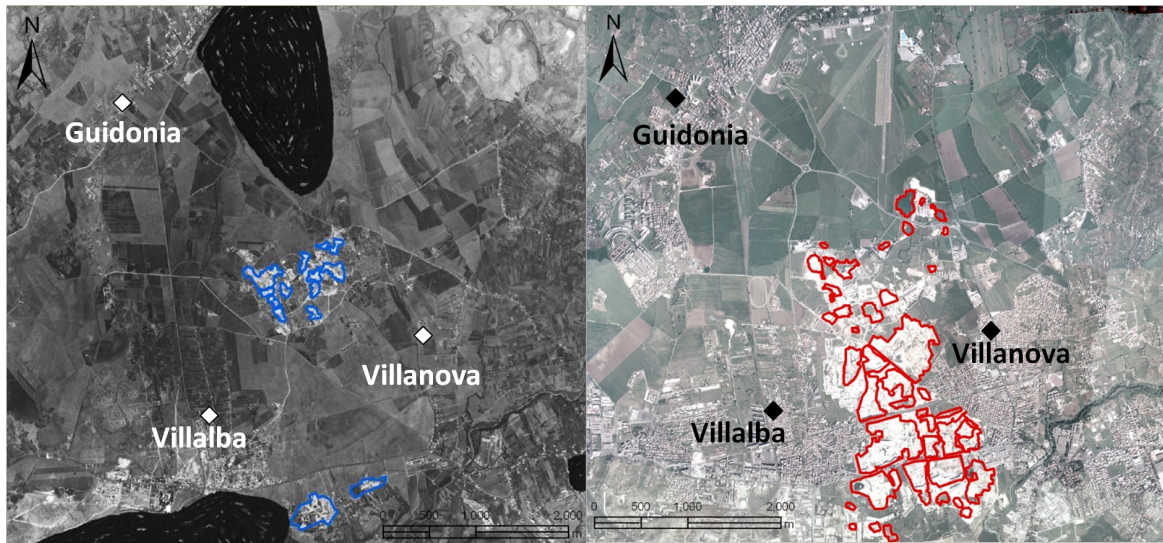 N
Guidonia
Villanova
Villalba
0 500 1,000 2,000
m
N
Guidonia
Villanova
Villalba
0 500 1,000 2,000
m